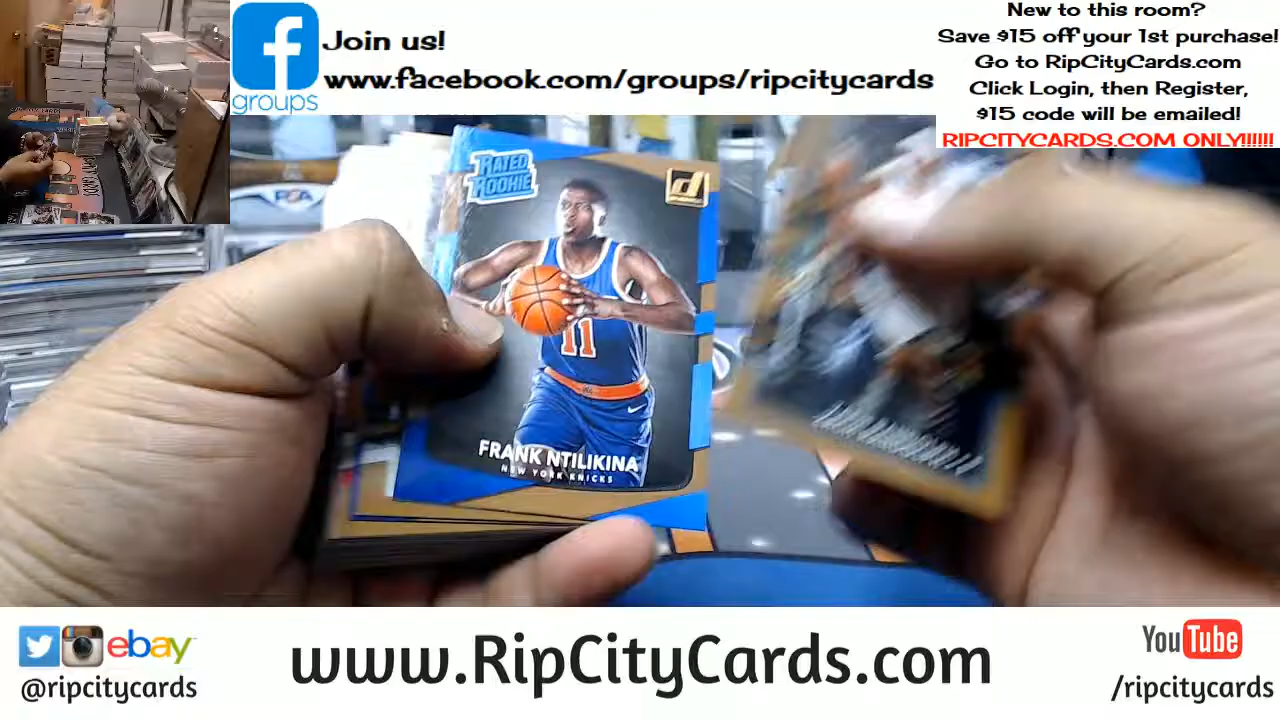 groups
Join us!
www.facebook.com/groups/ripcitycards
New to this room?
Save $15 off your 1st purchase!
Go to RipCityCards.com
Click Login, then Register,
$15 code will be emailed!
RIPCITYCARDS.COM ONLY!!!!!!
RATED
ROOKIE
11
FRANK NTILIKINA
NEW YORK KNICKS
ebay
@ripcitycards
www.RipCityCards.com
YouTube
/ripcitycards